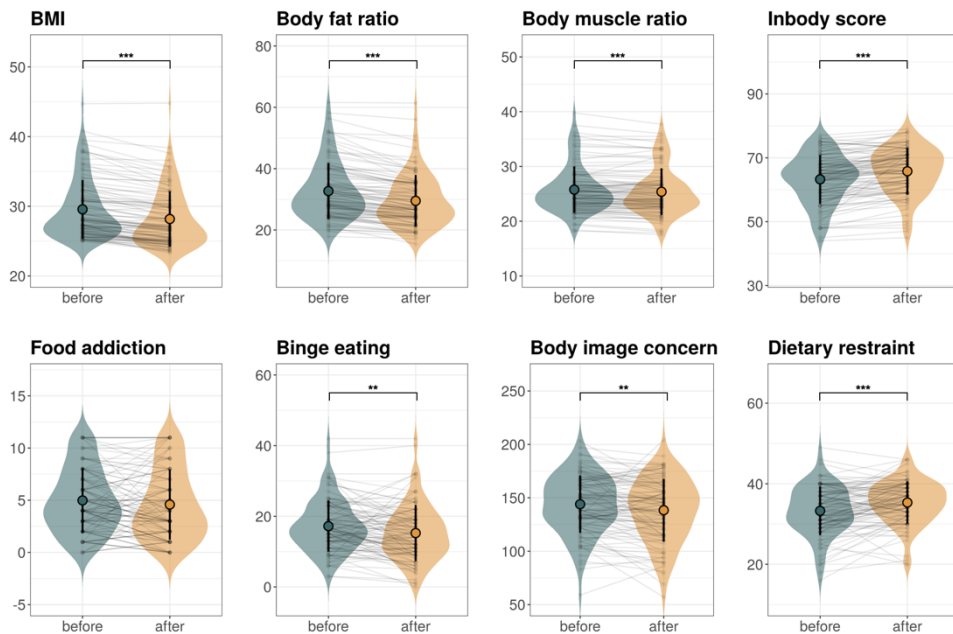 BMI
Body fat ratio
Body muscle ratio
Inbody score
***
***
***
***
50
40
30
20
80
60
40
20
50
40
30
20
10
90
70
50
30
before after
before after
before after
before after
Food addiction
Binge eating
Body image concern
Dietary restraint
**
**
***
15
10
5
0
-5
60
40
20
0
250
200
150
100
50
60
40
20
before after
before after
before after
before after